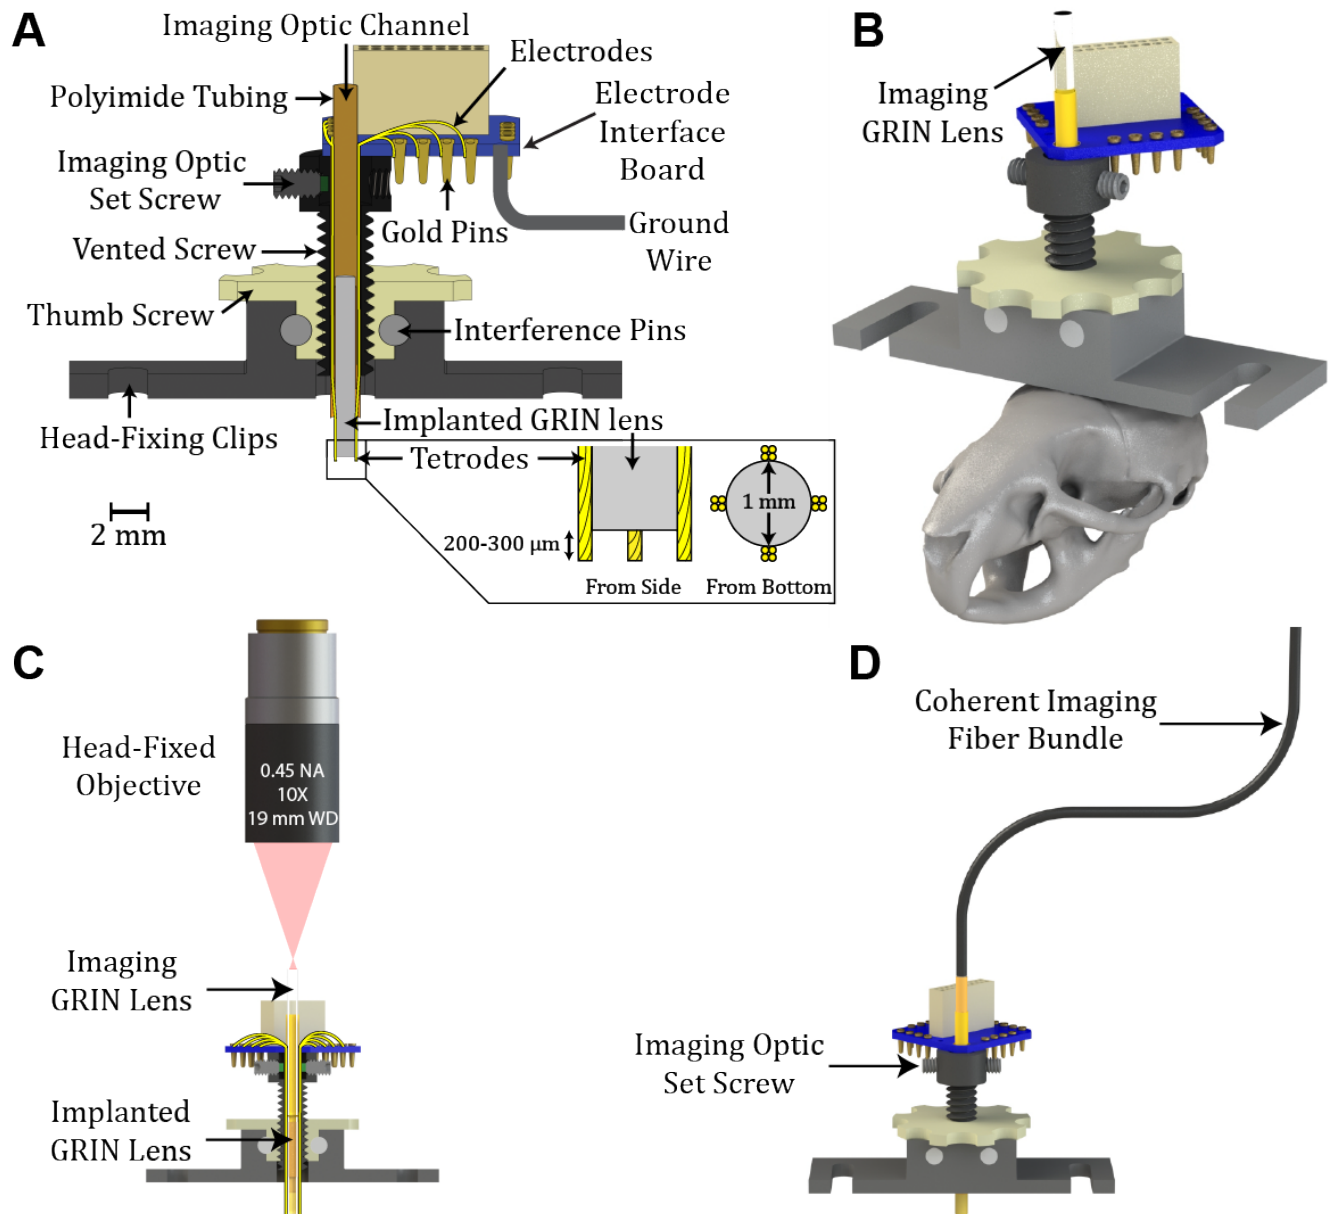 A
Imaging Optic Channel
Electrodes
Polyimide Tubing
Electrode
Interface
Board
Imaging Optic
Set Screw
Gold Pins
Ground
Wire
Vented Screw
Thumb Screw
Interference Pins
Head-Fixing Clips
Implanted GRIN lens
Tetrodes
1 mm
200-300 µm
From Side
From Bottom
2 mm
B
Imaging
GRIN Lens
C
Head-Fixed
Objective
0.45 NA
10X
19 mm WD
Imaging
GRIN Lens
Implanted
GRIN Lens
D
Coherent Imaging
Fiber Bundle
Imaging Optic
Set Screw